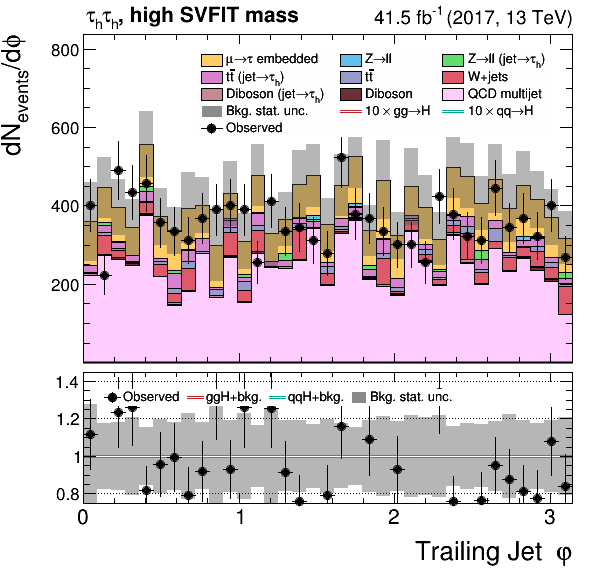 τhτh, high SVFIT mass 41.5 fb-1 (2017, 13 TeV)
dNevents/dφ
μ→τ embedded Z→ll Z→ll (jet→τh)
tt̄ (jet→τh) tt̄ W+jets
Diboson (jet→τh) Diboson QCD multijet
Bkg. stat. unc. 10 × gg→H 10 × qq→H
Observed
800
600
400
200
1.4
Observed ggH+bkg. qqH+bkg. Bkg. stat. unc.
1.2
1
0.8
0 1 2 3
Trailing Jet φ